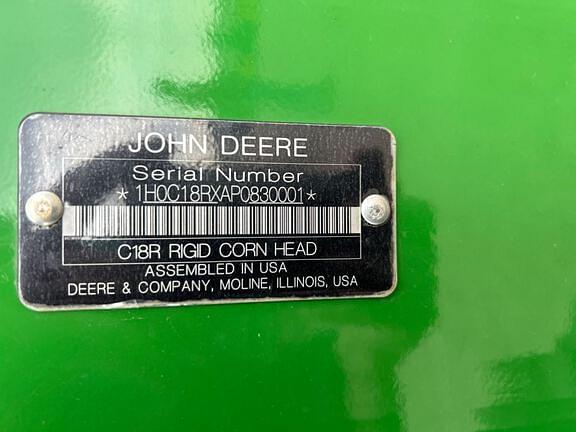 JOHN DEERE
Serial Number
*1H0C18RXAP0830001*
C18R RIGID CORN HEAD
ASSEMBLED IN USA
DEERE & COMPANY, MOLINE, ILLINOIS, USA